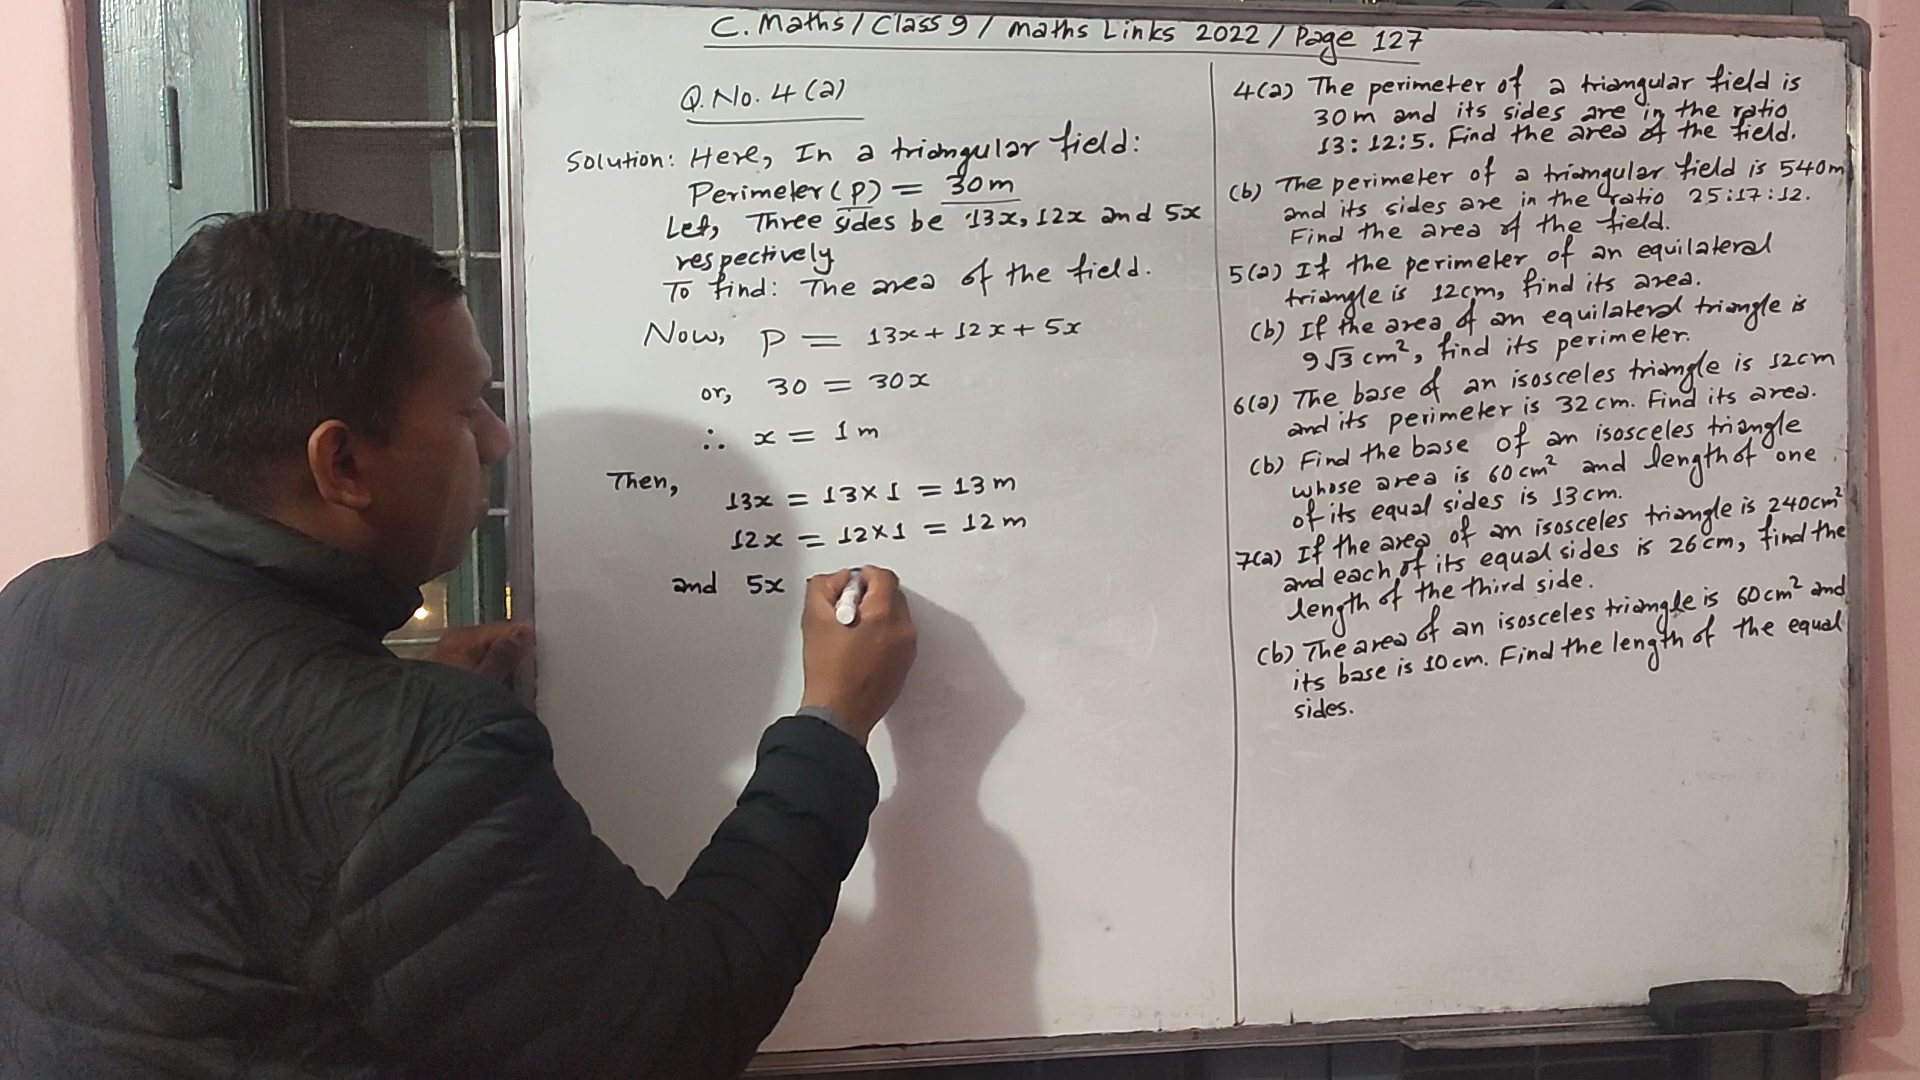 C. Maths / Class 9 / Maths Links 2022 / Page 127
Q. No. 4 (a)
Solution: Here, In a triangular field:
Perimeter (P) = 30m
Let, Three sides be 13x, 12x and 5x
respectively
To find: The area of the field.
Now, P = 13x + 12x + 5x
or, 30 = 30x
∴ x = 1m
Then,
13x = 13×1 = 13m
12x = 12×1 = 12m
and 5x
4(a) The perimeter of a triangular field is
30m and its sides are in the ratio
13:12:5. Find the area of the field.
(b) The perimeter of a triangular field is 540m
and its sides are in the ratio 25:17:12.
Find the area of the field.
5(a) If the perimeter of an equilateral
triangle is 12cm, find its area.
(b) If the area of an equilateral triangle is
9√3 cm², find its perimeter.
6(a) The base of an isosceles triangle is 12cm
and its perimeter is 32cm. Find its area.
(b) Find the base of an isosceles triangle
whose area is 60cm² and length of one
of its equal sides is 13cm.
7(a) If the area of an isosceles triangle is 240cm²
and each of its equal sides is 26cm, find the
length of the third side.
(b) The area of an isosceles triangle is 60cm² and
its base is 10cm. Find the length of the equal
sides.